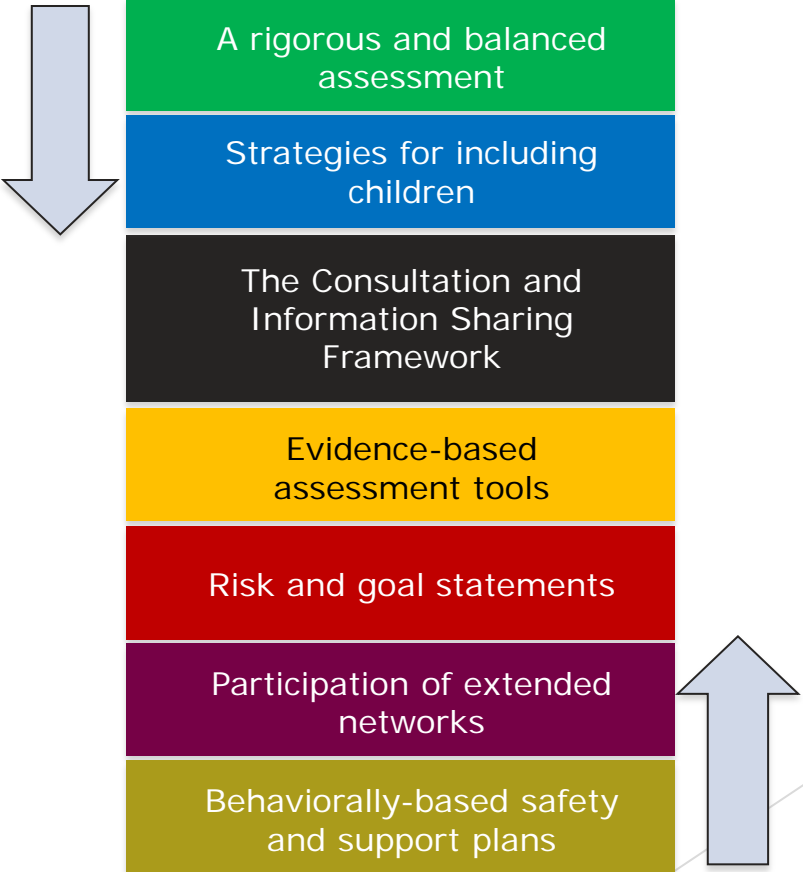 A rigorous and balanced
assessment
Strategies for including
children
The Consultation and
Information Sharing
Framework
Evidence-based
assessment tools
Risk and goal statements
Participation of extended
networks
Behaviorally-based safety
and support plans